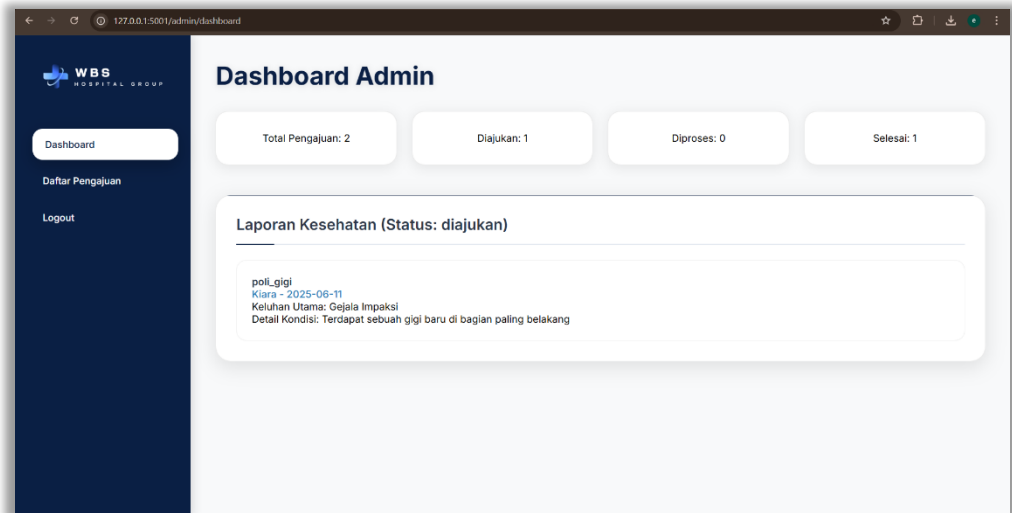 127.0.0.1:5001/admin/dashboard
e
WBS
HOSPITAL GROUP
Dashboard
Daftar Pengajuan
Logout
Dashboard Admin
Total Pengajuan: 2
Diajukan: 1
Diproses: 0
Selesai: 1
Laporan Kesehatan (Status: diajukan)
poli_gigi
Kiara - 2025-06-11
Keluhan Utama: Gejala Impaksi
Detail Kondisi: Terdapat sebuah gigi baru di bagian paling belakang